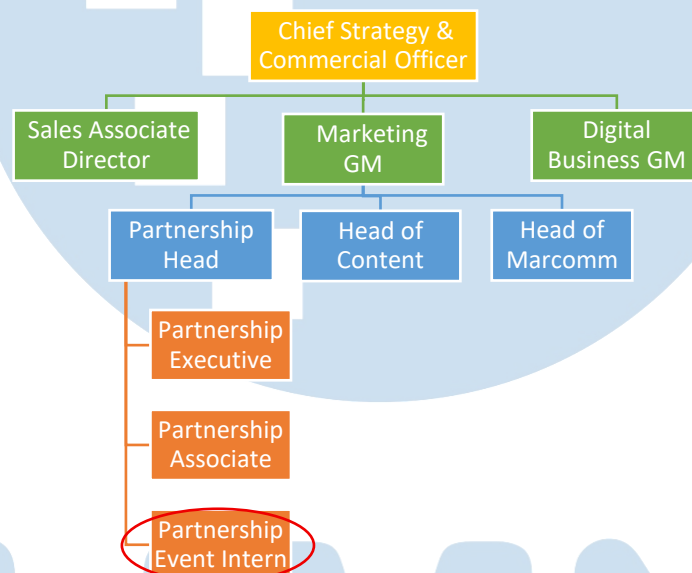 Chief Strategy &
Commercial Officer
Sales Associate
Director
Marketing
GM
Digital
Business GM
Partnership
Head
Head of
Content
Head of
Marcomm
Partnership
Executive
Partnership
Associate
Partnership
Event Intern